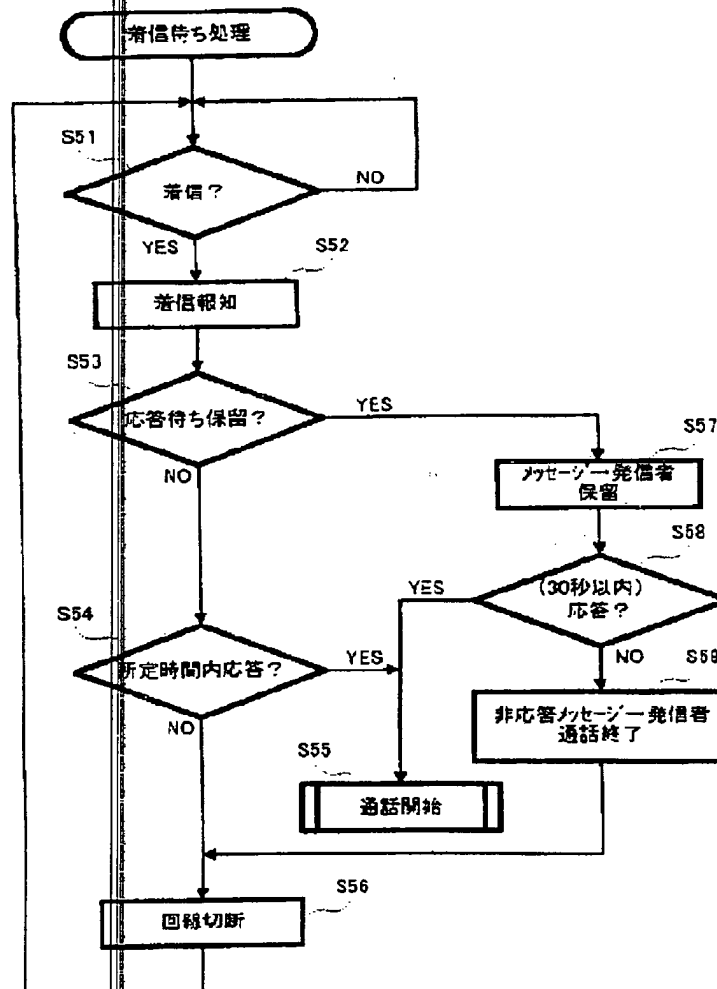 着信待ち処理
S51
着信?
NO
YES
S52
着信報知
S53
応答待ち保留?
YES
NO
S57
メッセージ→発信者
保留
S58
(30秒以内)
応答?
YES
NO
S54
所定時間内応答?
YES
NO
S59
非応答メッセージ→発信者
通話終了
S55
通話開始
S56
回線切断